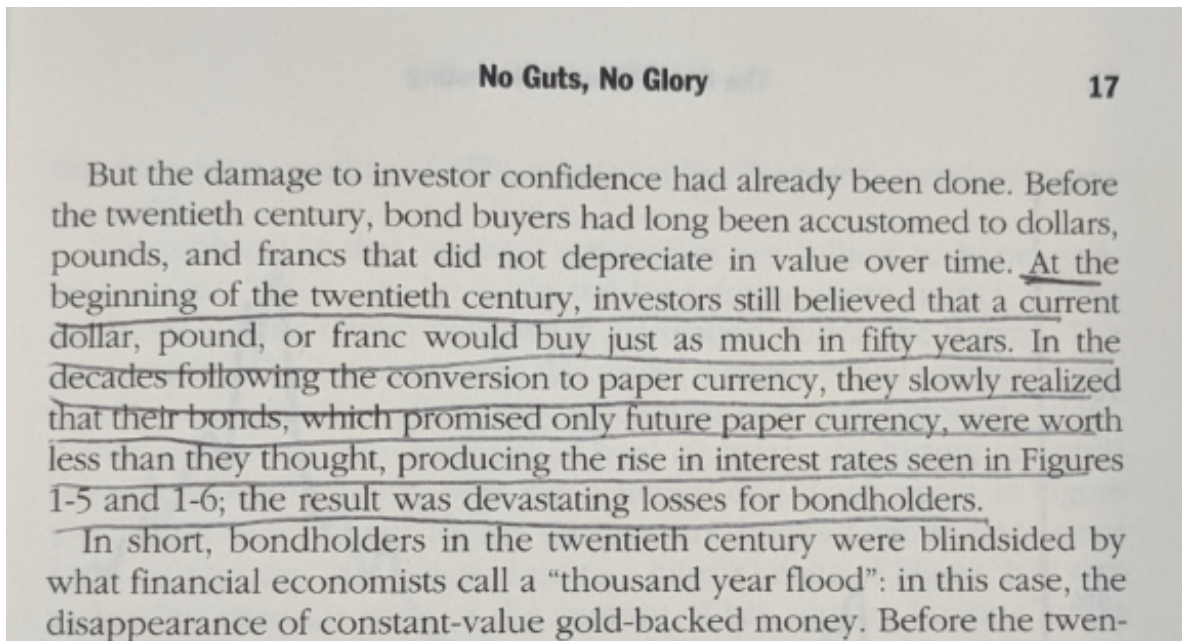 No Guts, No Glory 17
But the damage to investor confidence had already been done. Before
the twentieth century, bond buyers had long been accustomed to dollars,
pounds, and francs that did not depreciate in value over time. At the
beginning of the twentieth century, investors still believed that a current
dollar, pound, or franc would buy just as much in fifty years. In the
decades following the conversion to paper currency, they slowly realized
that their bonds, which promised only future paper currency, were worth
less than they thought, producing the rise in interest rates seen in Figures
1-5 and 1-6; the result was devastating losses for bondholders.
In short, bondholders in the twentieth century were blindsided by
what financial economists call a “thousand year flood”: in this case, the
disappearance of constant-value gold-backed money. Before the twen-